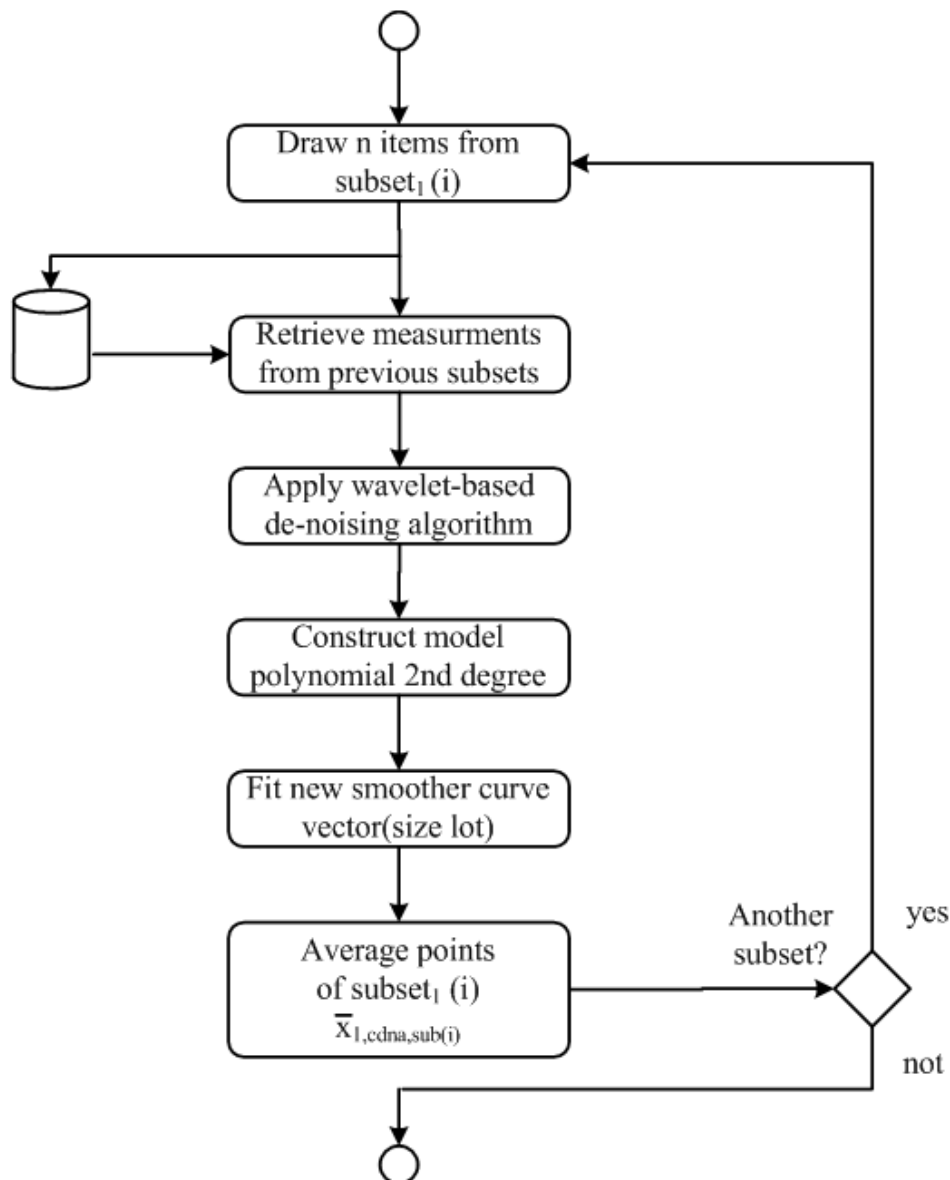 Draw n items from
subset₁ (i)
Retrieve measurments
from previous subsets
Apply wavelet-based
de-noising algorithm
Construct model
polynomial 2nd degree
Fit new smoother curve
vector(size lot)
Average points
of subset₁ (i)
x̄₁,cdna,sub(i)
Another
subset?
yes
not